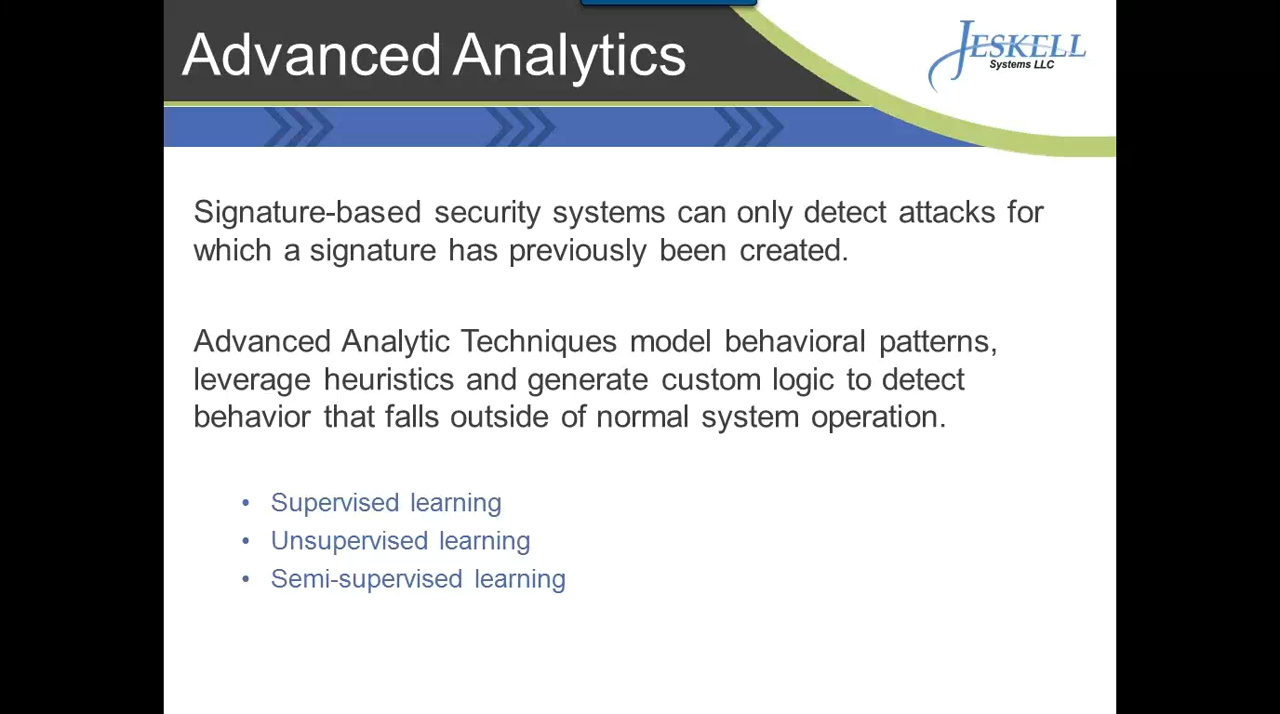 Advanced Analytics
JESKELL
Systems LLC
Signature-based security systems can only detect attacks for
which a signature has previously been created.
Advanced Analytic Techniques model behavioral patterns,
leverage heuristics and generate custom logic to detect
behavior that falls outside of normal system operation.
• Supervised learning
• Unsupervised learning
• Semi-supervised learning